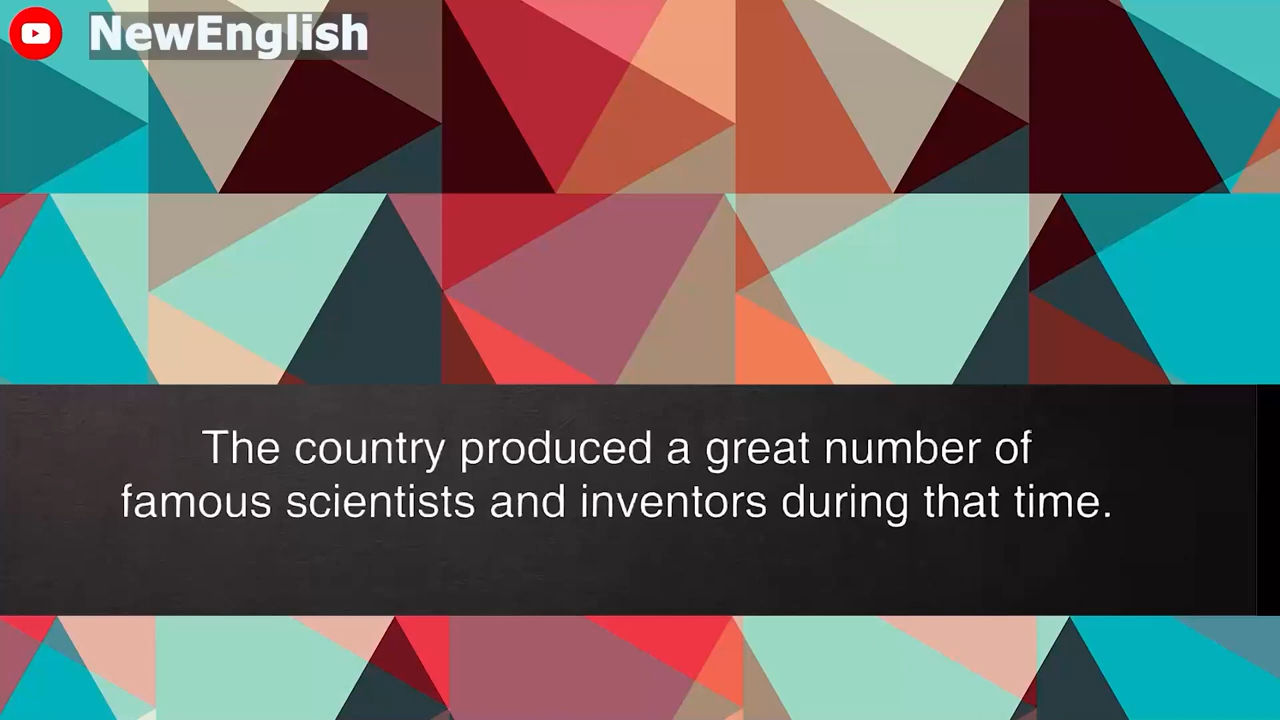 NewEnglish
The country produced a great number of
famous scientists and inventors during that time.